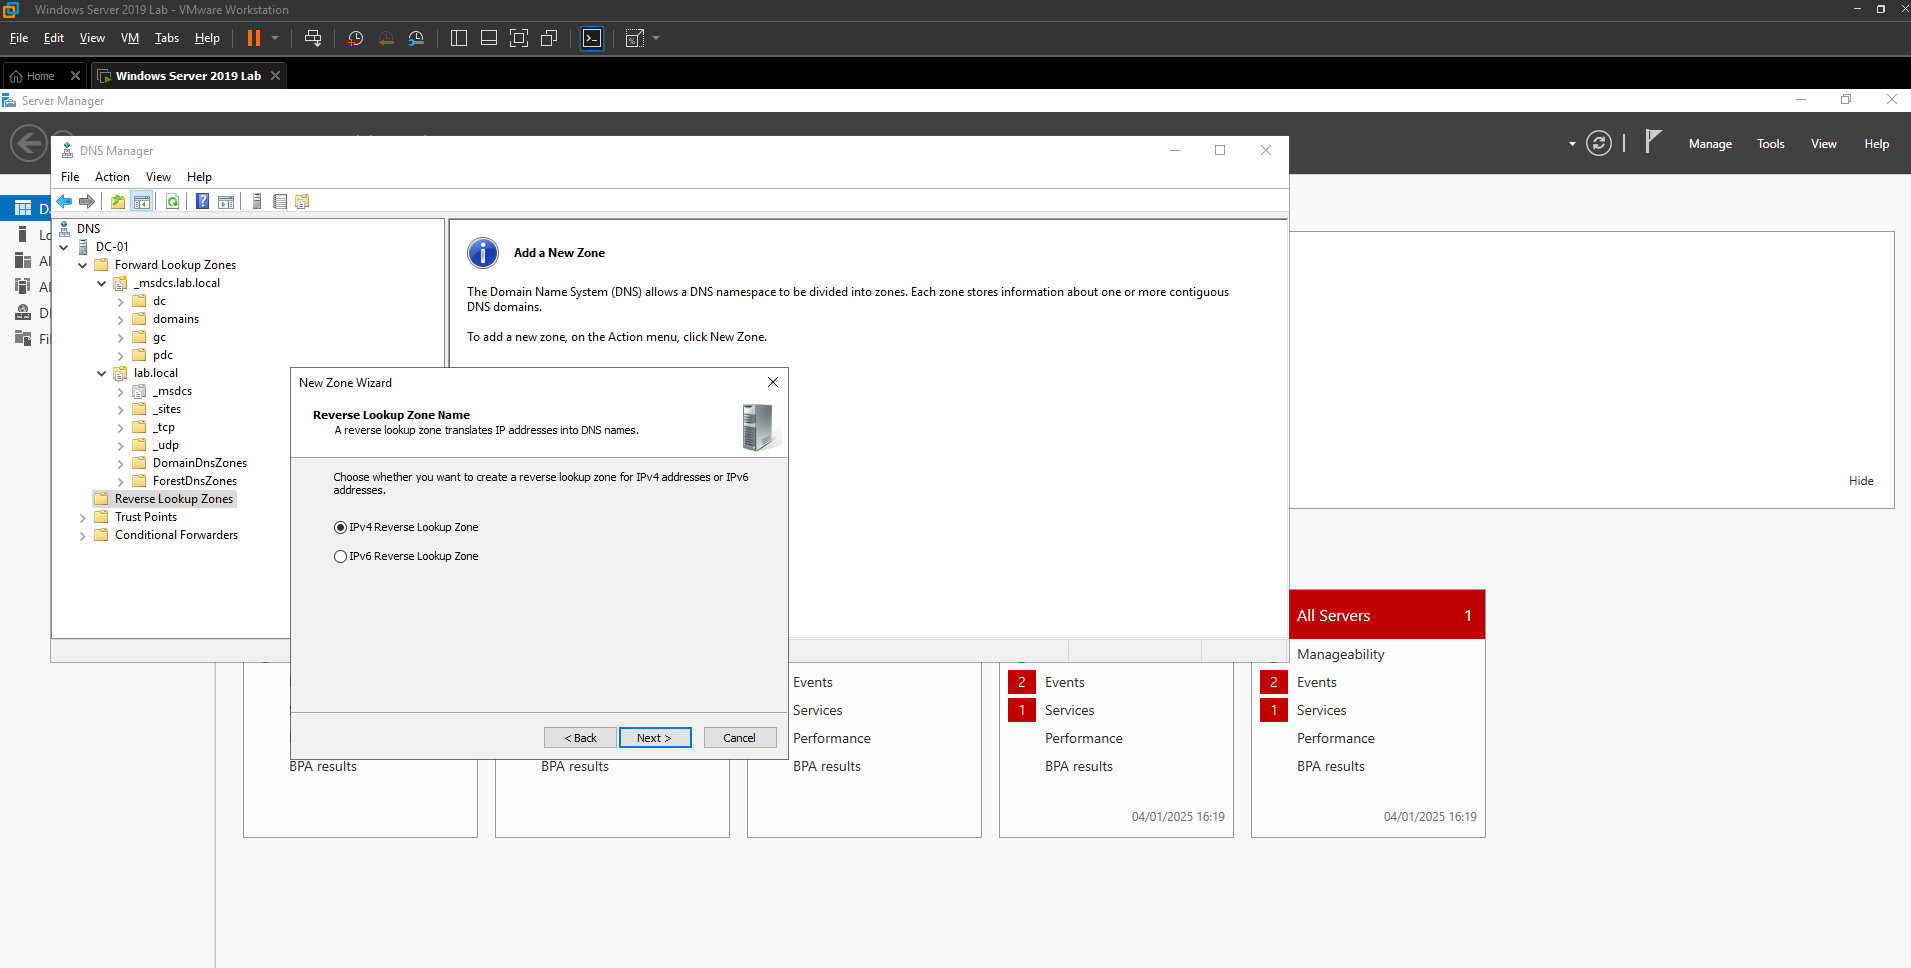 Windows Server 2019 Lab - VMware Workstation
File Edit View VM Tabs Help
Home
Windows Server 2019 Lab
Server Manager
Manage Tools View Help
DNS Manager
File Action View Help
DNS
DC-01
Forward Lookup Zones
_msdcs.lab.local
dc
domains
gc
pdc
lab.local
_msdcs
_sites
_tcp
_udp
DomainDnsZones
ForestDnsZones
Reverse Lookup Zones
Trust Points
Conditional Forwarders
Add a New Zone
The Domain Name System (DNS) allows a DNS namespace to be divided into zones. Each zone stores information about one or more contiguous
DNS domains.
To add a new zone, on the Action menu, click New Zone.
New Zone Wizard
Reverse Lookup Zone Name
A reverse lookup zone translates IP addresses into DNS names.
Choose whether you want to create a reverse lookup zone for IPv4 addresses or IPv6
addresses.
IPv4 Reverse Lookup Zone
IPv6 Reverse Lookup Zone
< Back Next > Cancel
Hide
BPA results
BPA results
Events
Services
Performance
BPA results
2 Events
1 Services
Performance
BPA results
04/01/2025 16:19
All Servers 1
Manageability
2 Events
1 Services
Performance
BPA results
04/01/2025 16:19